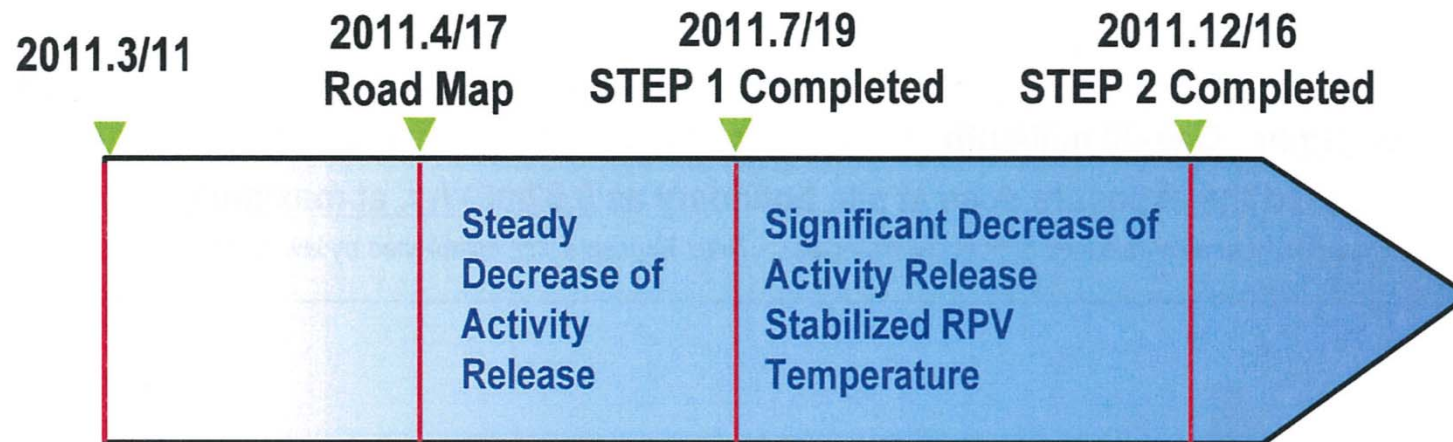 2011.3/11
2011.4/17
Road Map
2011.7/19
STEP 1 Completed
2011.12/16
STEP 2 Completed
Steady
Decrease of
Activity
Release
Significant Decrease of
Activity Release
Stabilized RPV
Temperature